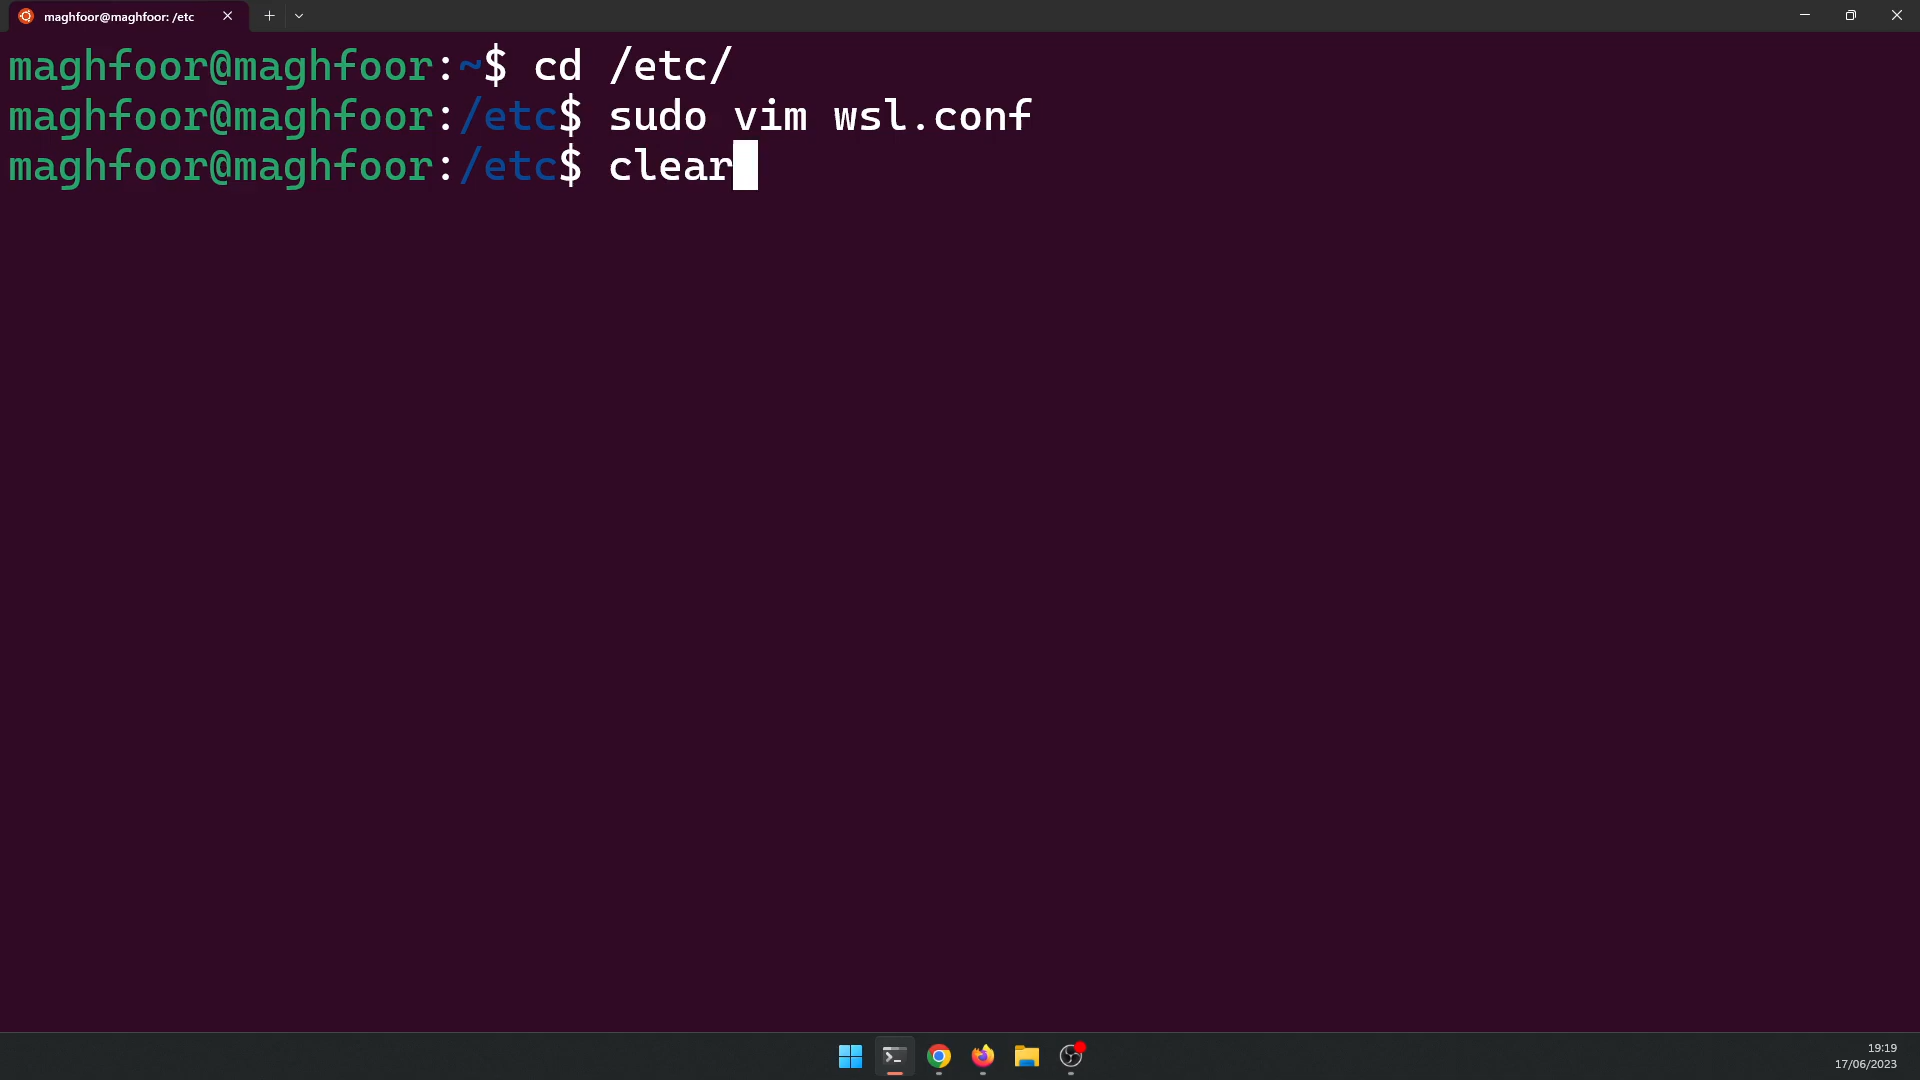 maghfoor@maghfoor: /etc
maghfoor@maghfoor:~$ cd /etc/
maghfoor@maghfoor:/etc$ sudo vim wsl.conf
maghfoor@maghfoor:/etc$ clear
19:19
17/06/2023